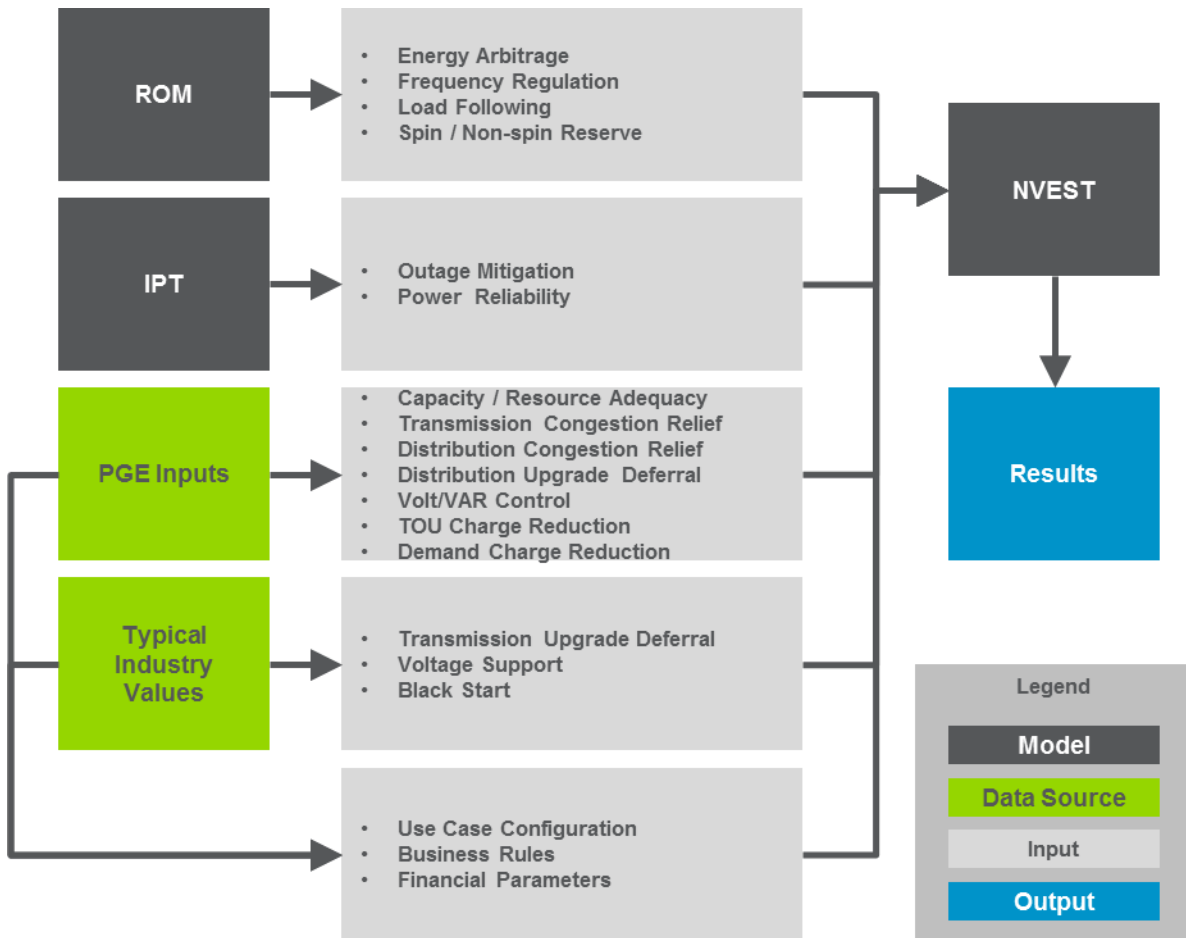 ROM
• Energy Arbitrage
• Frequency Regulation
• Load Following
• Spin / Non-spin Reserve
NVEST
IPT
• Outage Mitigation
• Power Reliability
PGE Inputs
• Capacity / Resource Adequacy
• Transmission Congestion Relief
• Distribution Congestion Relief
• Distribution Upgrade Deferral
• Volt/VAR Control
• TOU Charge Reduction
• Demand Charge Reduction
Results
Typical
Industry
Values
• Transmission Upgrade Deferral
• Voltage Support
• Black Start
• Use Case Configuration
• Business Rules
• Financial Parameters
Legend
Model
Data Source
Input
Output